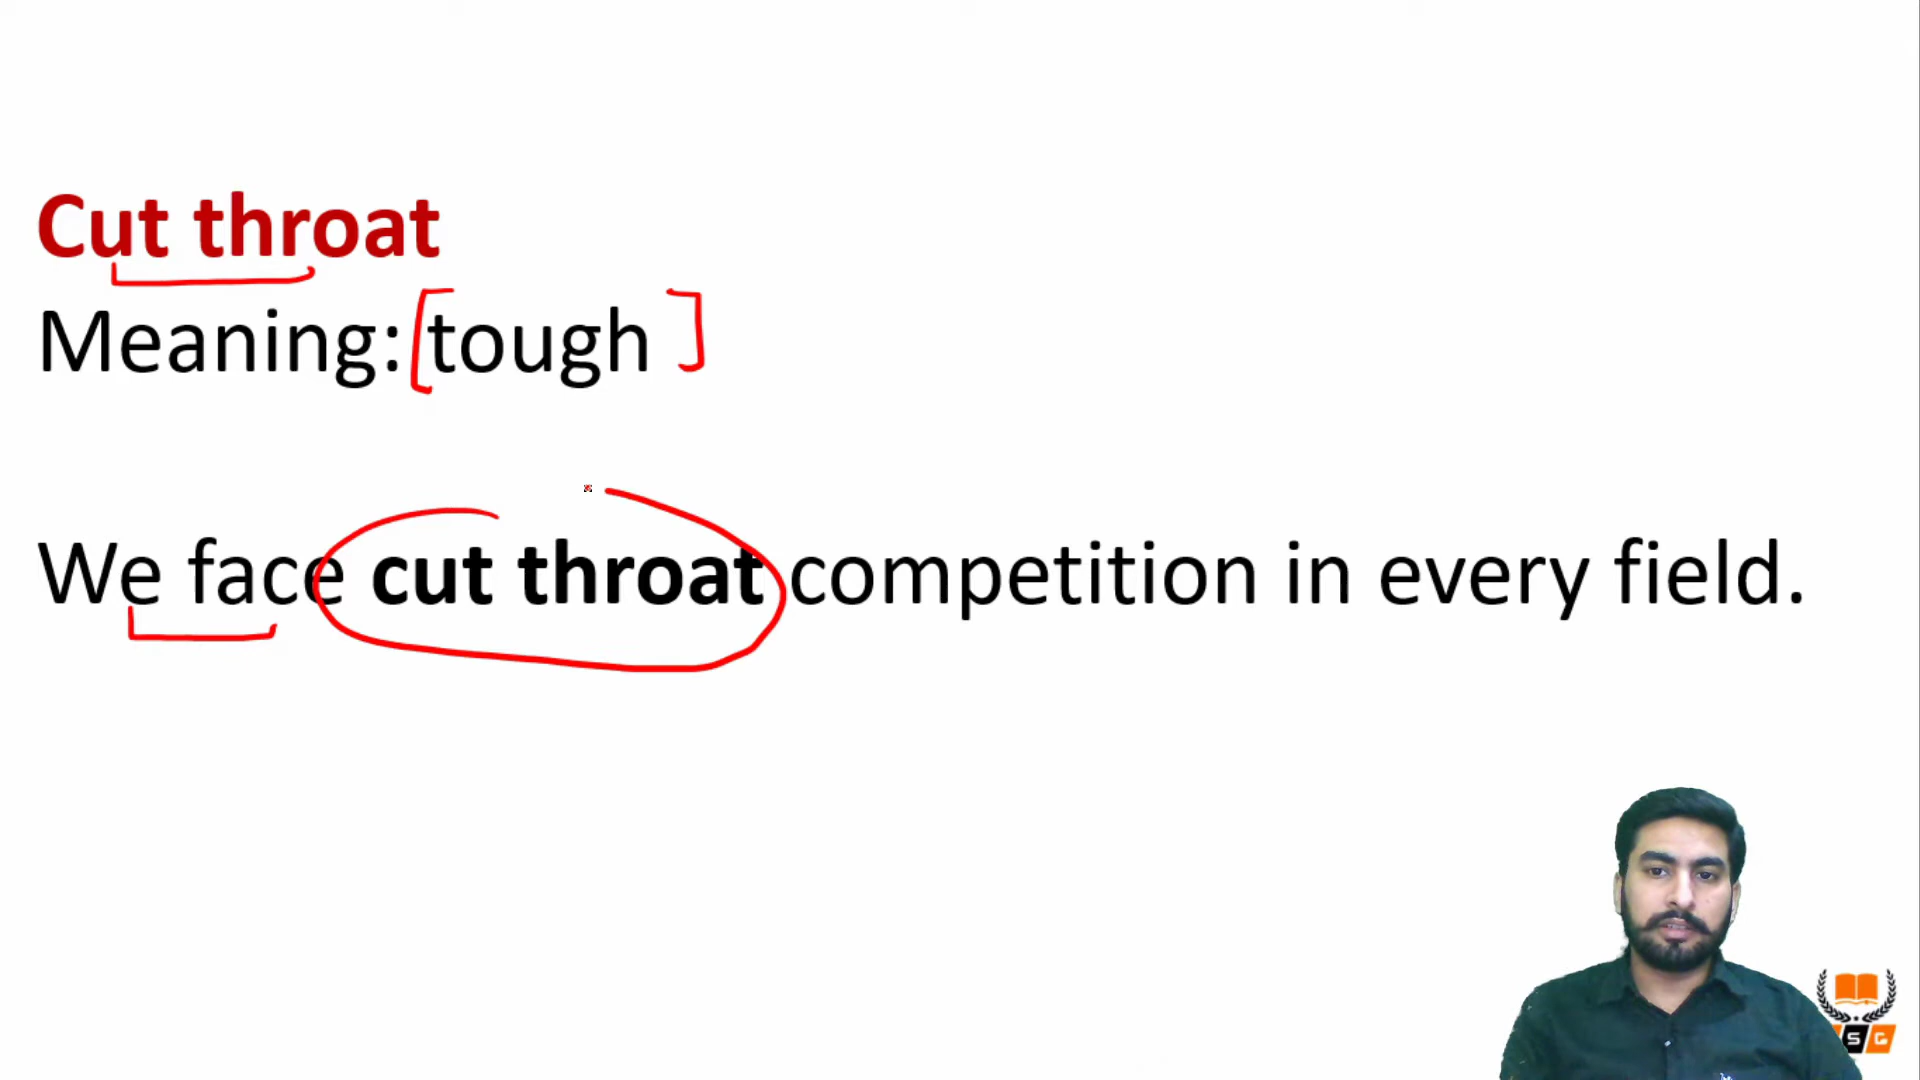 Cut throat
Meaning: tough
We face cut throat competition in every field.
S G